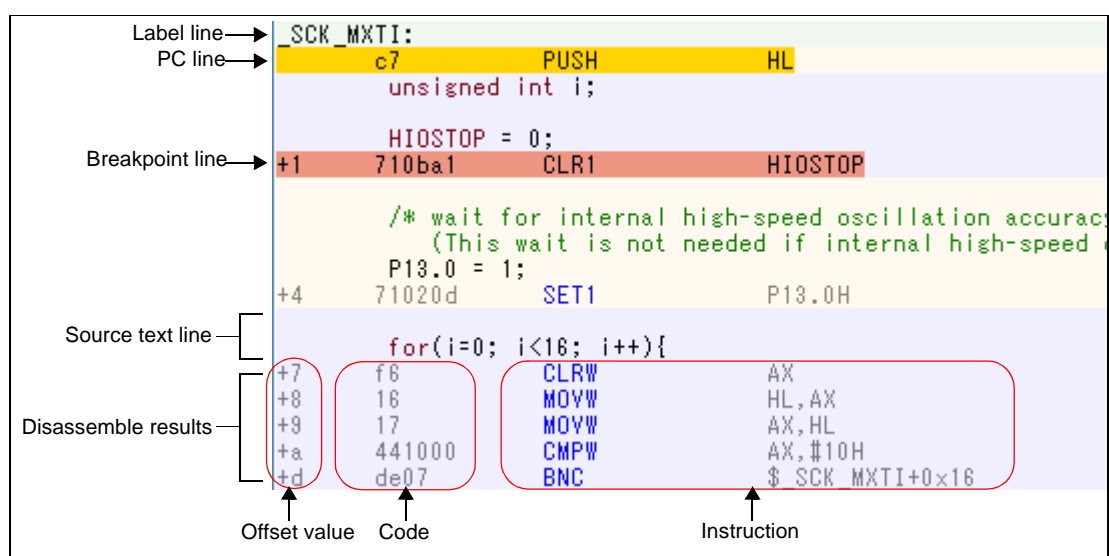 Label line _SCK_MXTI:
PC line c7 PUSH HL
unsigned int i;
HIOSTOP = 0;
Breakpoint line +1 710ba1 CLR1 HIOSTOP
/* wait for internal high-speed oscillation
(This wait is not needed if internal high-speed
P13.0 = 1;
+4 71020d SET1 P13.0H
Source text line
for(i=0; i<16; i++){
+7 f6 CLRW AX
+8 16 MOVW HL,AX
Disassemble results +9 17 MOVW AX,HL
+a 441000 CMPW AX,#10H
+d de07 BNC $_SCK_MXTI+0x16
Offset value Code Instruction